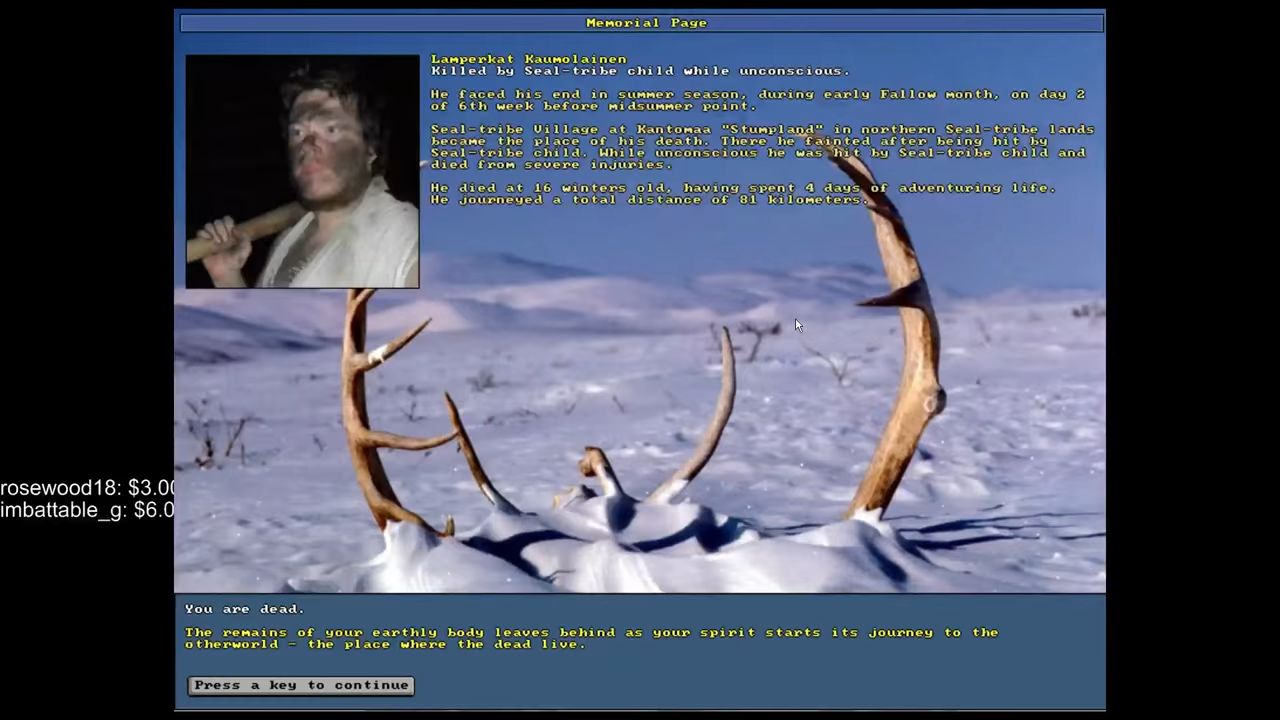 Memorial Page
Lamperkat Kaumolainen
Killed by Seal-tribe child while unconscious.
He faced his end in summer season, during early Fallow month, on day 2
of 6th week before midsummer point.
Seal-tribe Village at Kantomaa "Stumpland" in northern Seal-tribe lands
became the place of his death. There he fainted after being hit by
Seal-tribe child. While unconscious he was hit by Seal-tribe child and
died from severe injuries.
He died at 16 winters old, having spent 4 days of adventuring life.
He journeyed a total distance of 81 kilometers.
rosewood18: $3.00
imbattable_g: $6.0
You are dead.
The remains of your earthly body leaves behind as your spirit starts its journey to the
otherworld - the place where the dead live.
Press a key to continue